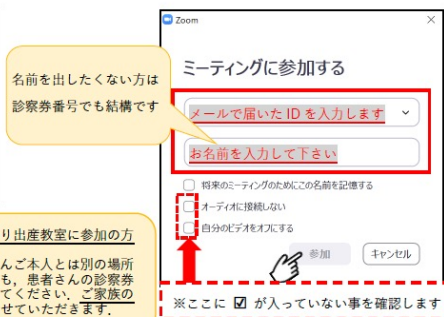 Zoom
ミーティングに参加する
名前を出したくない方は
診察券番号でも結構です
メールで届いた ID を入力します
お名前を入力して下さい
将来のミーティングのためにこの名前を記憶する
オーディオに接続しない
自分のビデオをオフにする
参加
キャンセル
り出産教室に参加の方
んご本人とは別の場所
も，患者さんの診察券
てください．ご家族の
せていただきます．
※ここに ☑ が入っていない事を確認します